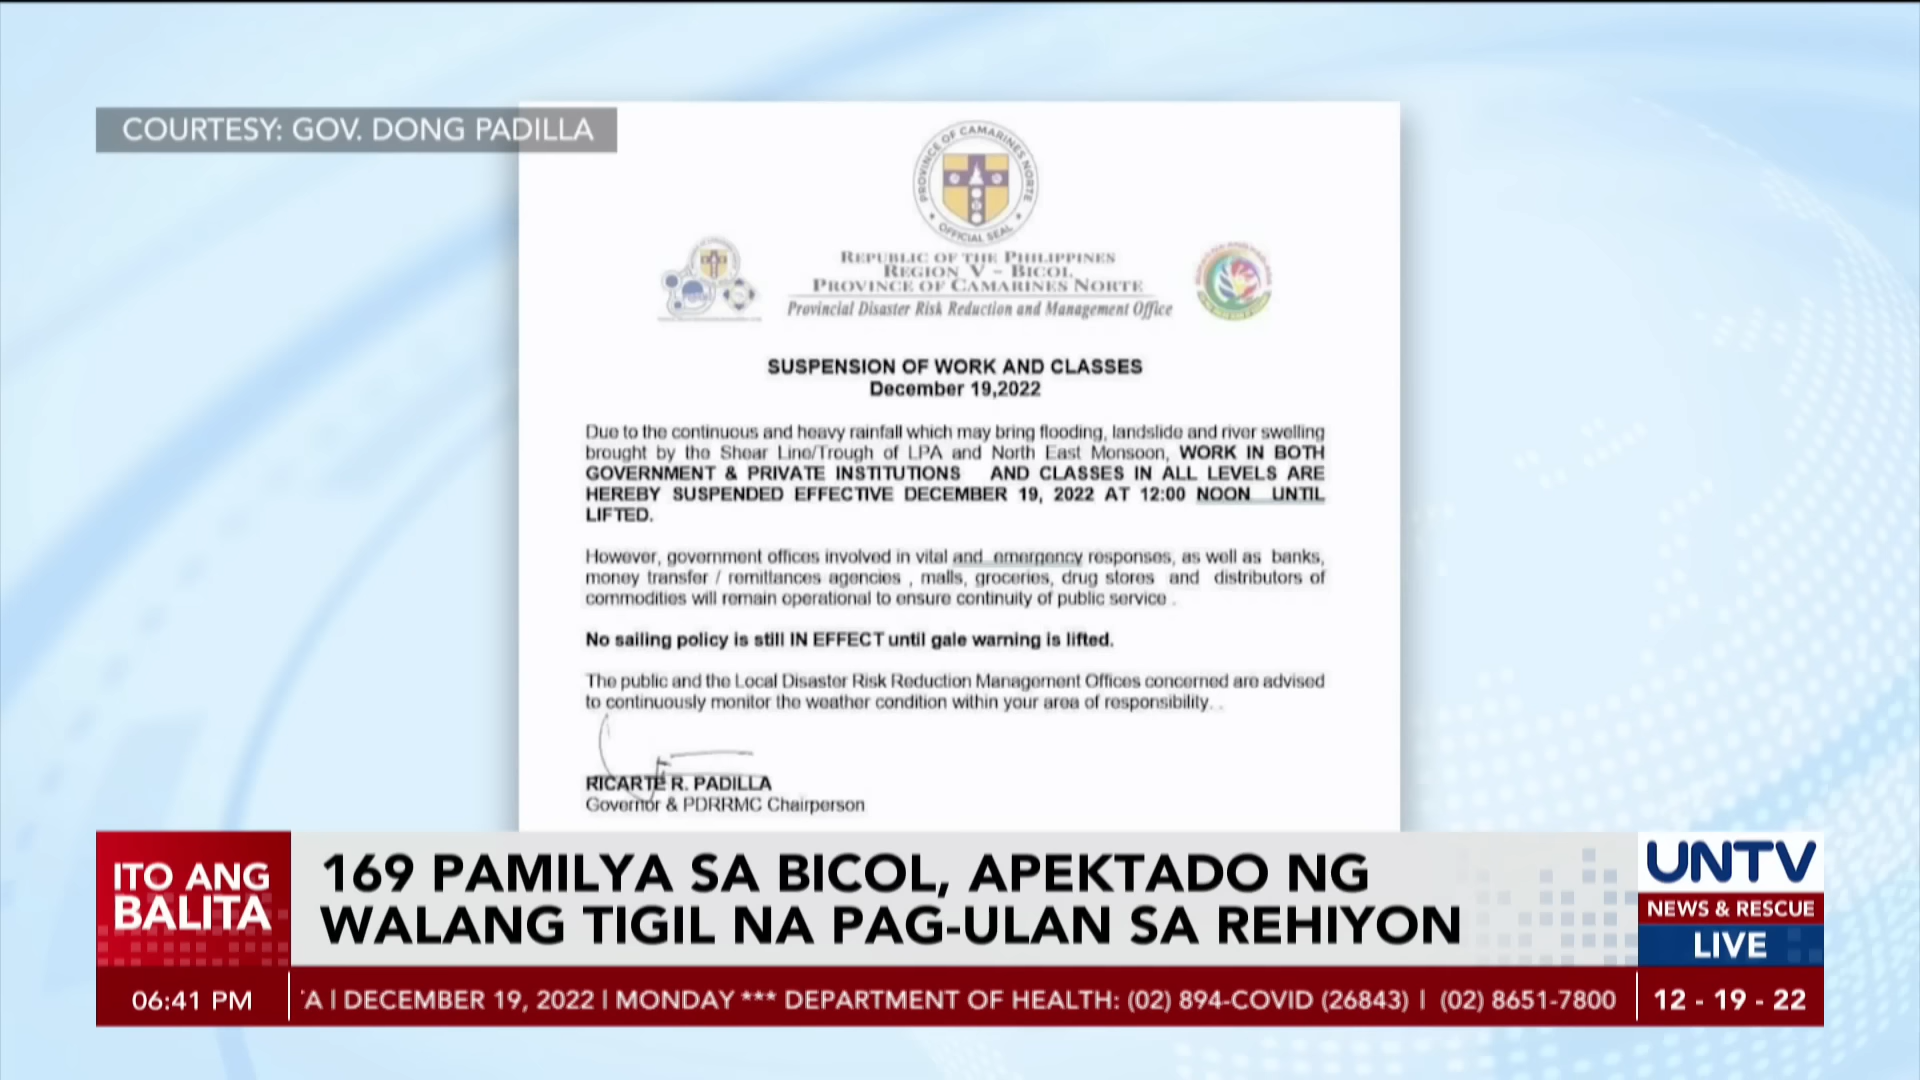 COURTESY: GOV. DONG PADILLA
PROVINCE OF CAMARINES NORTE
OFFICIAL SEAL
REPUBLIC OF THE PHILIPPINES
REGION V – BICOL
PROVINCE OF CAMARINES NORTE
Provincial Disaster Risk Reduction and Management Office
SUSPENSION OF WORK AND CLASSES
December 19,2022
Due to the continuous and heavy rainfall which may bring flooding, landslide and river swelling
brought by the Shear Line/Trough of LPA and North East Monsoon, WORK IN BOTH
GOVERNMENT & PRIVATE INSTITUTIONS AND CLASSES IN ALL LEVELS ARE
HEREBY SUSPENDED EFFECTIVE DECEMBER 19, 2022 AT 12:00 NOON UNTIL
LIFTED.
However, government offices involved in vital and emergency responses, as well as banks,
money transfer / remittances agencies , malls, groceries, drug stores and distributors of
commodities will remain operational to ensure continuity of public service .
No sailing policy is still IN EFFECT until gale warning is lifted.
The public and the Local Disaster Risk Reduction Management Offices concerned are advised
to continuously monitor the weather condition within your area of responsibility. .
RICARTE R. PADILLA
Governor & PDRRMC Chairperson
ITO ANG
BALITA
169 PAMILYA SA BICOL, APEKTADO NG
WALANG TIGIL NA PAG-ULAN SA REHIYON
UNTV
NEWS & RESCUE
LIVE
06:41 PM
TA | DECEMBER 19, 2022 | MONDAY *** DEPARTMENT OF HEALTH: (02) 894-COVID (26843) | (02) 8651-7800
12 - 19 - 22